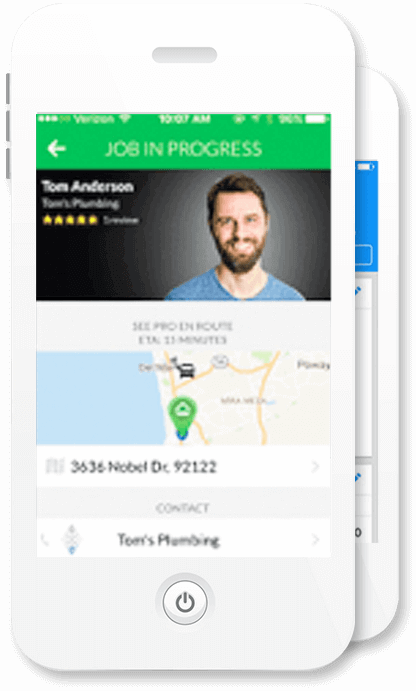 Verizon 10:07 AM 96%
JOB IN PROGRESS
Tom Anderson
Tom's Plumbing
1 review
SEE PRO EN ROUTE
ETA: 15 MINUTES
Del Mar
Poway
MIRA MESA
3636 Nobel Dr, 92122
CONTACT
Tom's Plumbing